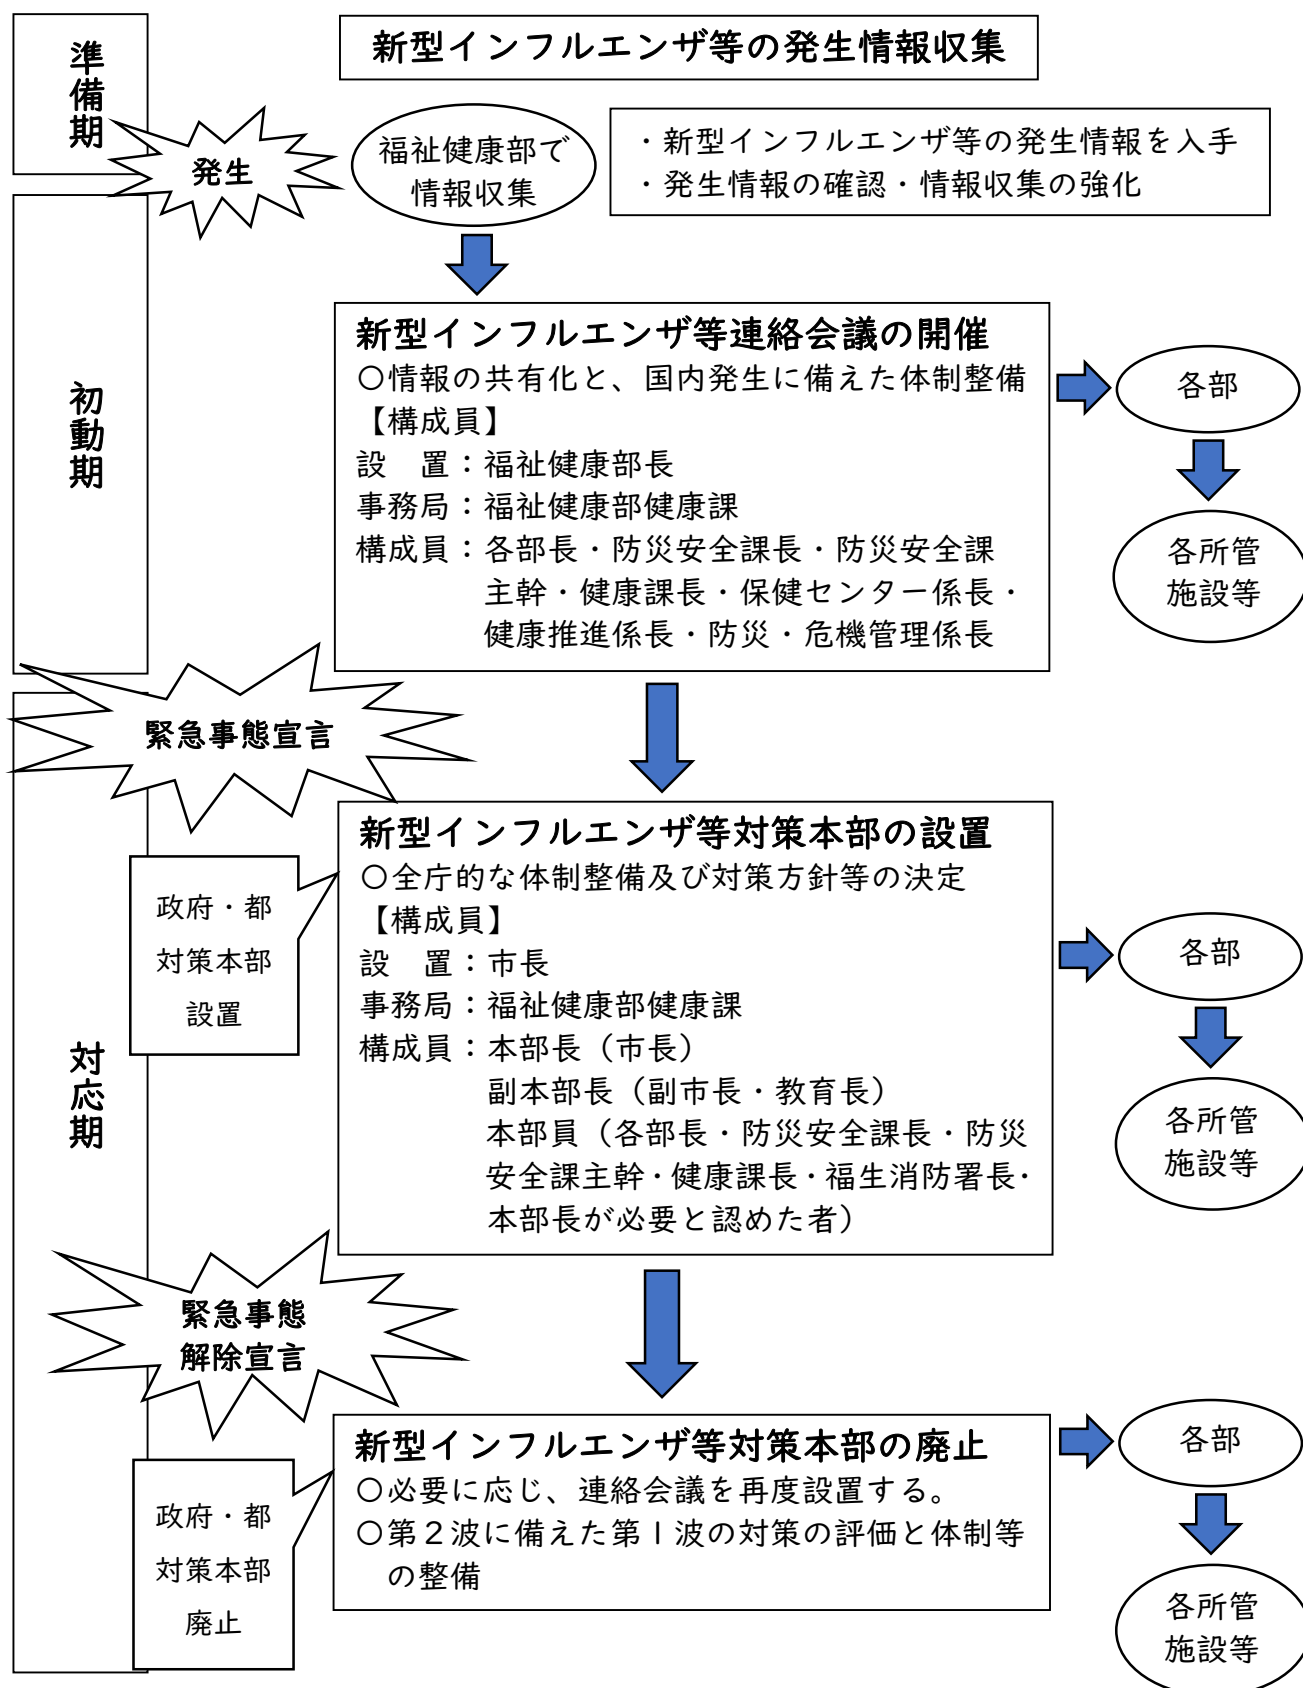 準備期
新型インフルエンザ等の発生情報収集
発生
福祉健康部で
情報収集
・新型インフルエンザ等の発生情報を入手
・発生情報の確認・情報収集の強化
初動期
新型インフルエンザ等連絡会議の開催
○情報の共有化と、国内発生に備えた体制整備
【構成員】
設　置：福祉健康部長
事務局：福祉健康部健康課
構成員：各部長・防災安全課長・防災安全課
主幹・健康課長・保健センター係長・
健康推進係長・防災・危機管理係長
各部
各所管
施設等
緊急事態宣言
対応期
政府・都
対策本部
設置
新型インフルエンザ等対策本部の設置
○全庁的な体制整備及び対策方針等の決定
【構成員】
設　置：市長
事務局：福祉健康部健康課
構成員：本部長（市長）
副本部長（副市長・教育長）
本部員（各部長・防災安全課長・防災
安全課主幹・健康課長・福生消防署長・
本部長が必要と認めた者）
各部
各所管
施設等
緊急事態
解除宣言
政府・都
対策本部
廃止
新型インフルエンザ等対策本部の廃止
○必要に応じ、連絡会議を再度設置する。
○第２波に備えた第１波の対策の評価と体制等
の整備
各部
各所管
施設等